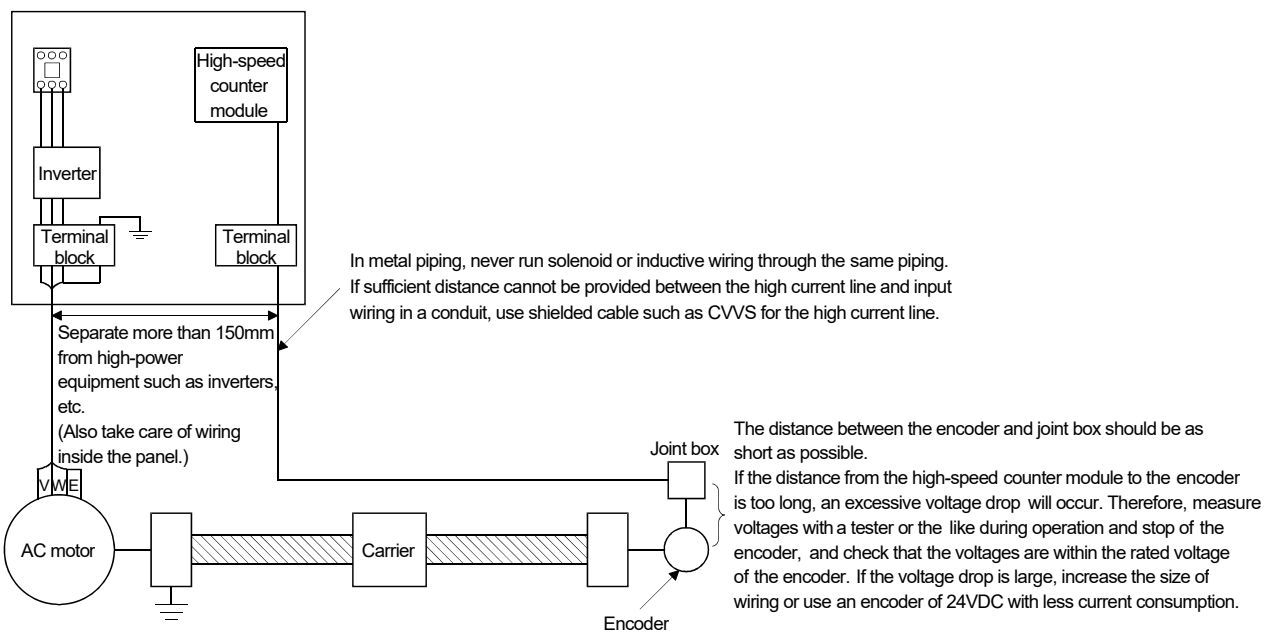 High-speed
counter
module
Inverter
Terminal
block
Terminal
block
In metal piping, never run solenoid or inductive wiring through the same piping.
If sufficient distance cannot be provided between the high current line and input
wiring in a conduit, use shielded cable such as CVVS for the high current line.
Separate more than 150mm
from high-power
equipment such as inverters,
etc.
(Also take care of wiring
inside the panel.)
Joint box
The distance between the encoder and joint box should be as
short as possible.
If the distance from the high-speed counter module to the encoder
is too long, an excessive voltage drop will occur. Therefore, measure
voltages with a tester or the like during operation and stop of the
encoder, and check that the voltages are within the rated voltage
of the encoder. If the voltage drop is large, increase the size of
wiring or use an encoder of 24VDC with less current consumption.
V W E
AC motor
Carrier
Encoder